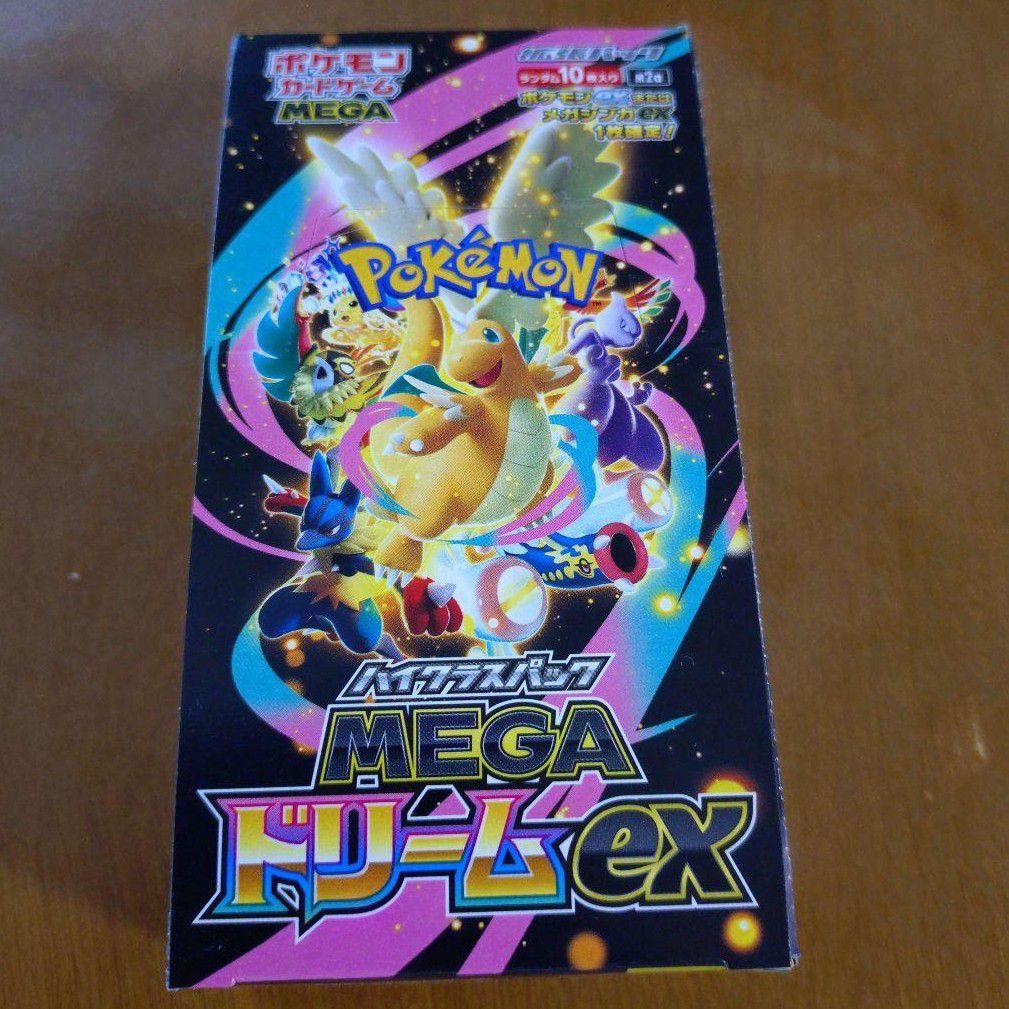 ポケモン
カードゲーム
MEGA
拡張パック
ランダム10枚入り
ポケモンexまたは
メガシンカex
1枚確定!
POKéMON
TM
ハイクラスパック
MEGA
ドリームex